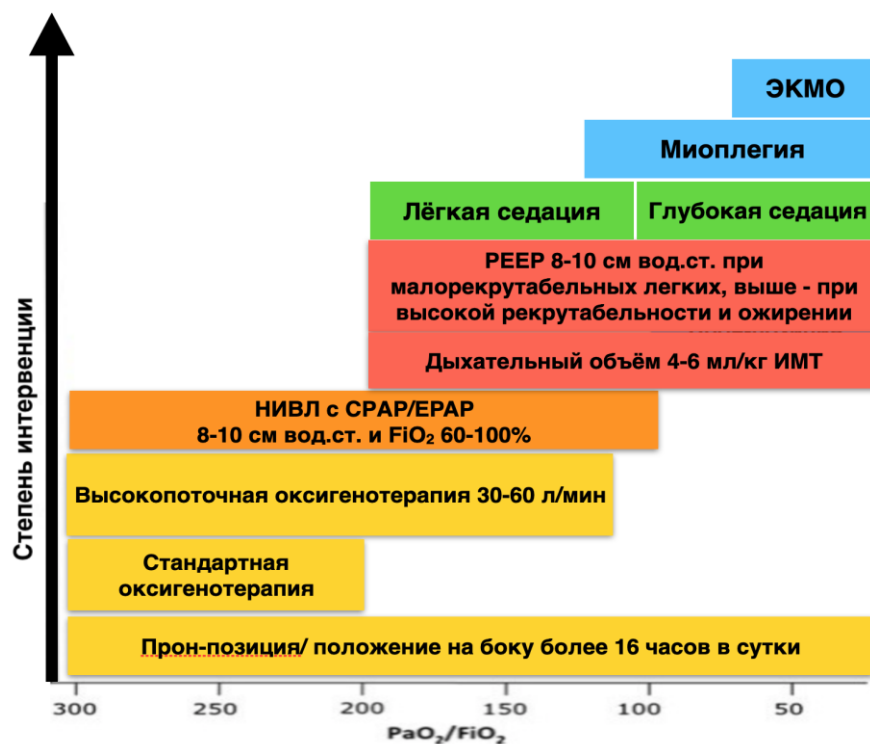 ЭКМО
Миоплегия
Лёгкая седация
Глубокая седация
PEEP 8-10 см вод.ст. при
малорекрутабельных легких, выше - при
высокой рекрутабельности и ожирении
Дыхательный объём 4-6 мл/кг ИМТ
НИВЛ с CPAP/EPAP
8-10 см вод.ст. и FiO₂ 60-100%
Высокопоточная оксигенотерапия 30-60 л/мин
Стандартная
оксигенотерапия
Прон-позиция/ положение на боку более 16 часов в сутки
Степень интервенции
300 250 200 150 100 50
PaO₂/FiO₂